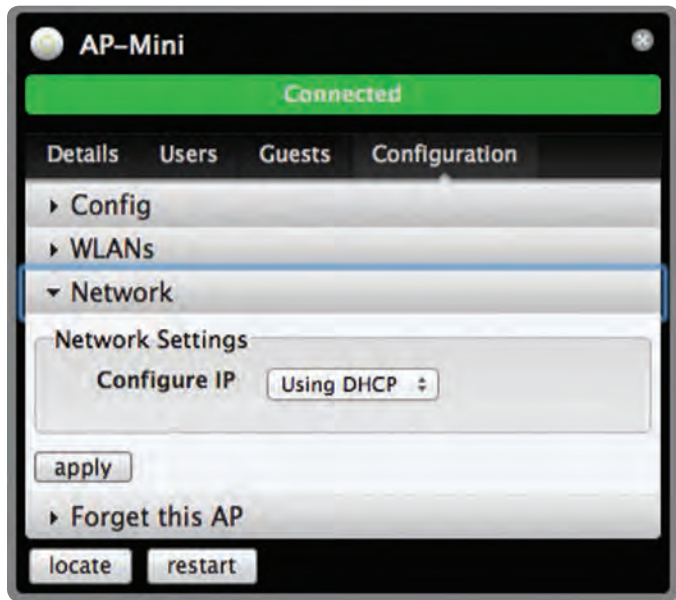 AP-Mini
Connected
Details Users Guests Configuration
Config
WLANs
Network
Network Settings
Configure IP Using DHCP
apply
Forget this AP
locate restart